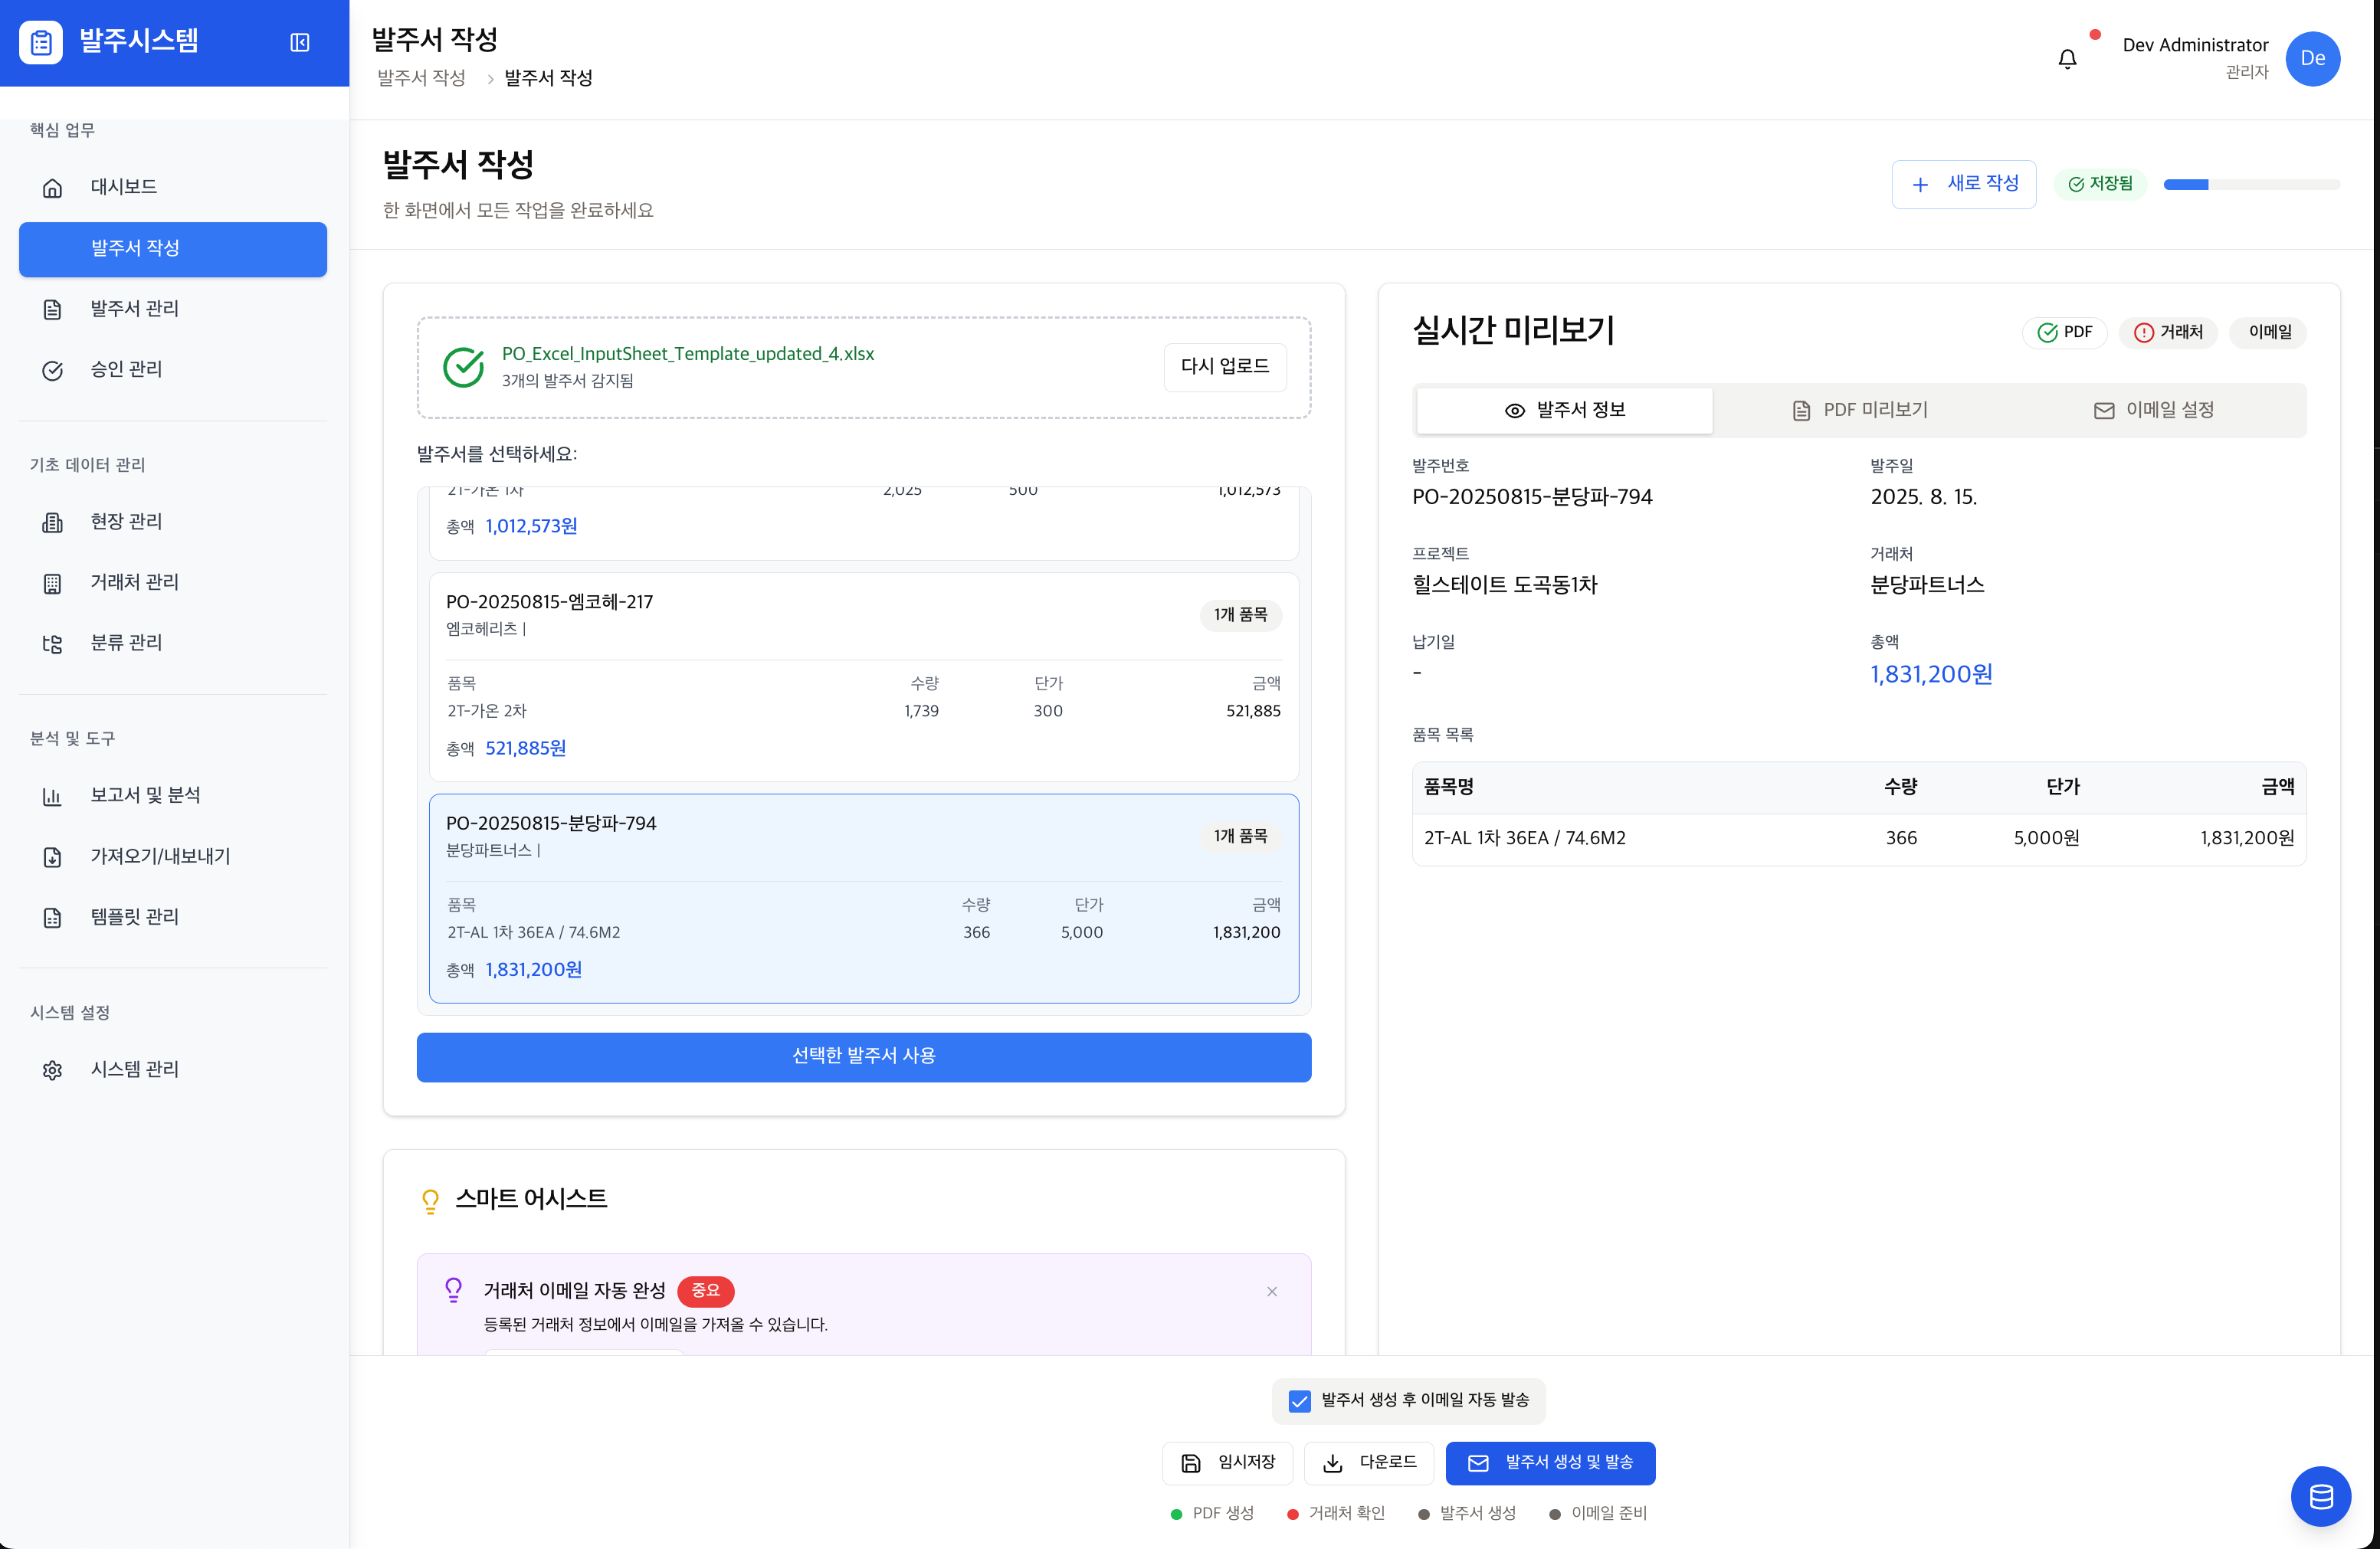 발주시스템
핵심 업무
대시보드
발주서 작성
발주서 관리
승인 관리
기초 데이터 관리
현장 관리
거래처 관리
분류 관리
분석 및 도구
보고서 및 분석
가져오기/내보내기
템플릿 관리
시스템 설정
시스템 관리
발주서 작성
발주서 작성 > 발주서 작성
Dev Administrator
관리자
De
발주서 작성
한 화면에서 모든 작업을 완료하세요
+ 새로 작성
저장됨
PO_Excel_InputSheet_Template_updated_4.xlsx
3개의 발주서 감지됨
다시 업로드
발주서를 선택하세요:
2T-가온 1차 2,025 500 1,012,573
총액 1,012,573원
PO-20250815-엠코헤-217
엠코헤리츠 |
1개 품목
품목 수량 단가 금액
2T-가온 2차 1,739 300 521,885
총액 521,885원
PO-20250815-분당파-794
분당파트너스 |
1개 품목
품목 수량 단가 금액
2T-AL 1차 36EA / 74.6M2 366 5,000 1,831,200
총액 1,831,200원
선택한 발주서 사용
스마트 어시스트
거래처 이메일 자동 완성 중요
등록된 거래처 정보에서 이메일을 가져올 수 있습니다.
실시간 미리보기
PDF 거래처 이메일
발주서 정보 PDF 미리보기 이메일 설정
발주번호 발주일
PO-20250815-분당파-794 2025. 8. 15.
프로젝트 거래처
힐스테이트 도곡동1차 분당파트너스
납기일 총액
- 1,831,200원
품목 목록
품목명 수량 단가 금액
2T-AL 1차 36EA / 74.6M2 366 5,000원 1,831,200원
발주서 생성 후 이메일 자동 발송
임시저장 다운로드 발주서 생성 및 발송
PDF 생성 거래처 확인 발주서 생성 이메일 준비